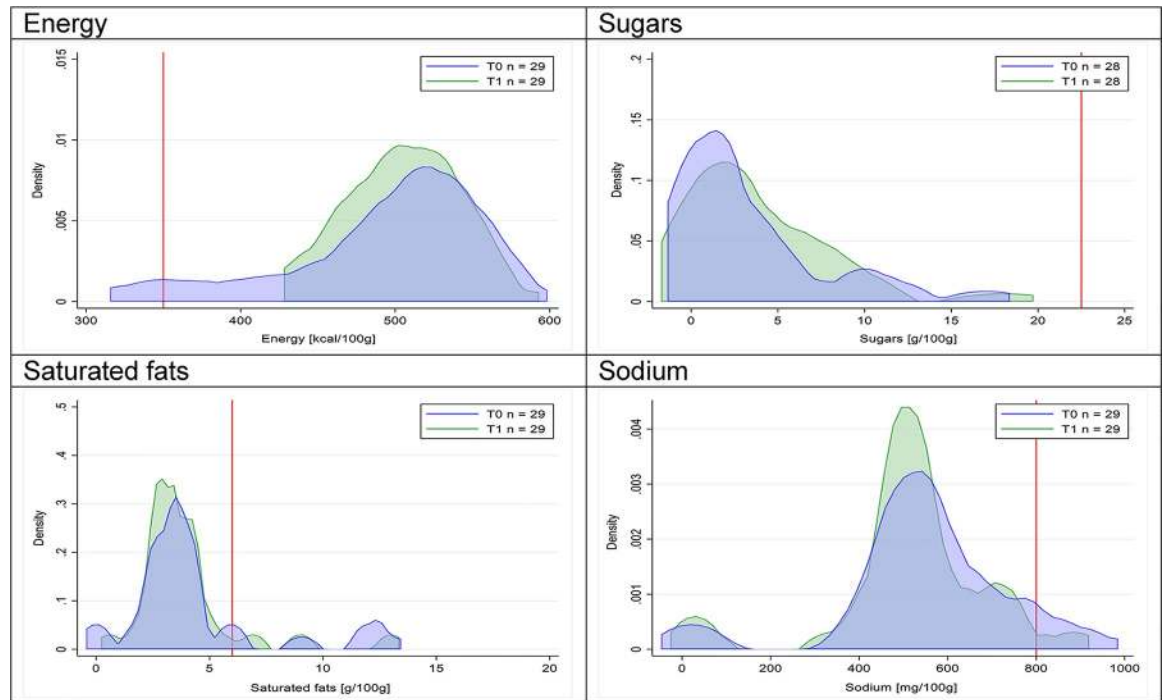 Energy
.015
T0 n = 29
T1 n = 29
.01
Density
.005
0
300 400 500 600
Energy [kcal/100g]
Sugars
.2
T0 n = 28
T1 n = 28
.15
Density
.1
.05
0
0 5 10 15 20 25
Sugars [g/100g]
Saturated fats
.5
T0 n = 29
T1 n = 29
.4
Density
.3
.2
.1
0
0 5 10 15 20
Saturated fats [g/100g]
Sodium
T0 n = 29
T1 n = 29
.004
Density
.003
.002
.001
0
0 200 400 600 800 1000
Sodium [mg/100g]